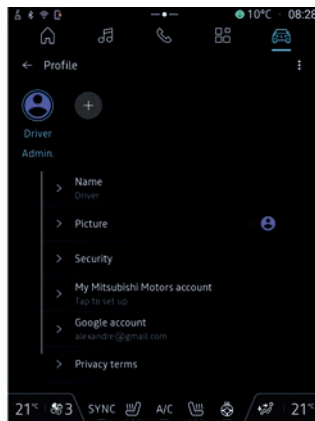 10°C 08:28
Profile
Driver
Admin.
Name
Driver
Picture
Security
My Mitsubishi Motors account
Tap to set up
Google account
alexandre@gmail.com
Privacy terms
21°C 3 SYNC A/C 21°C